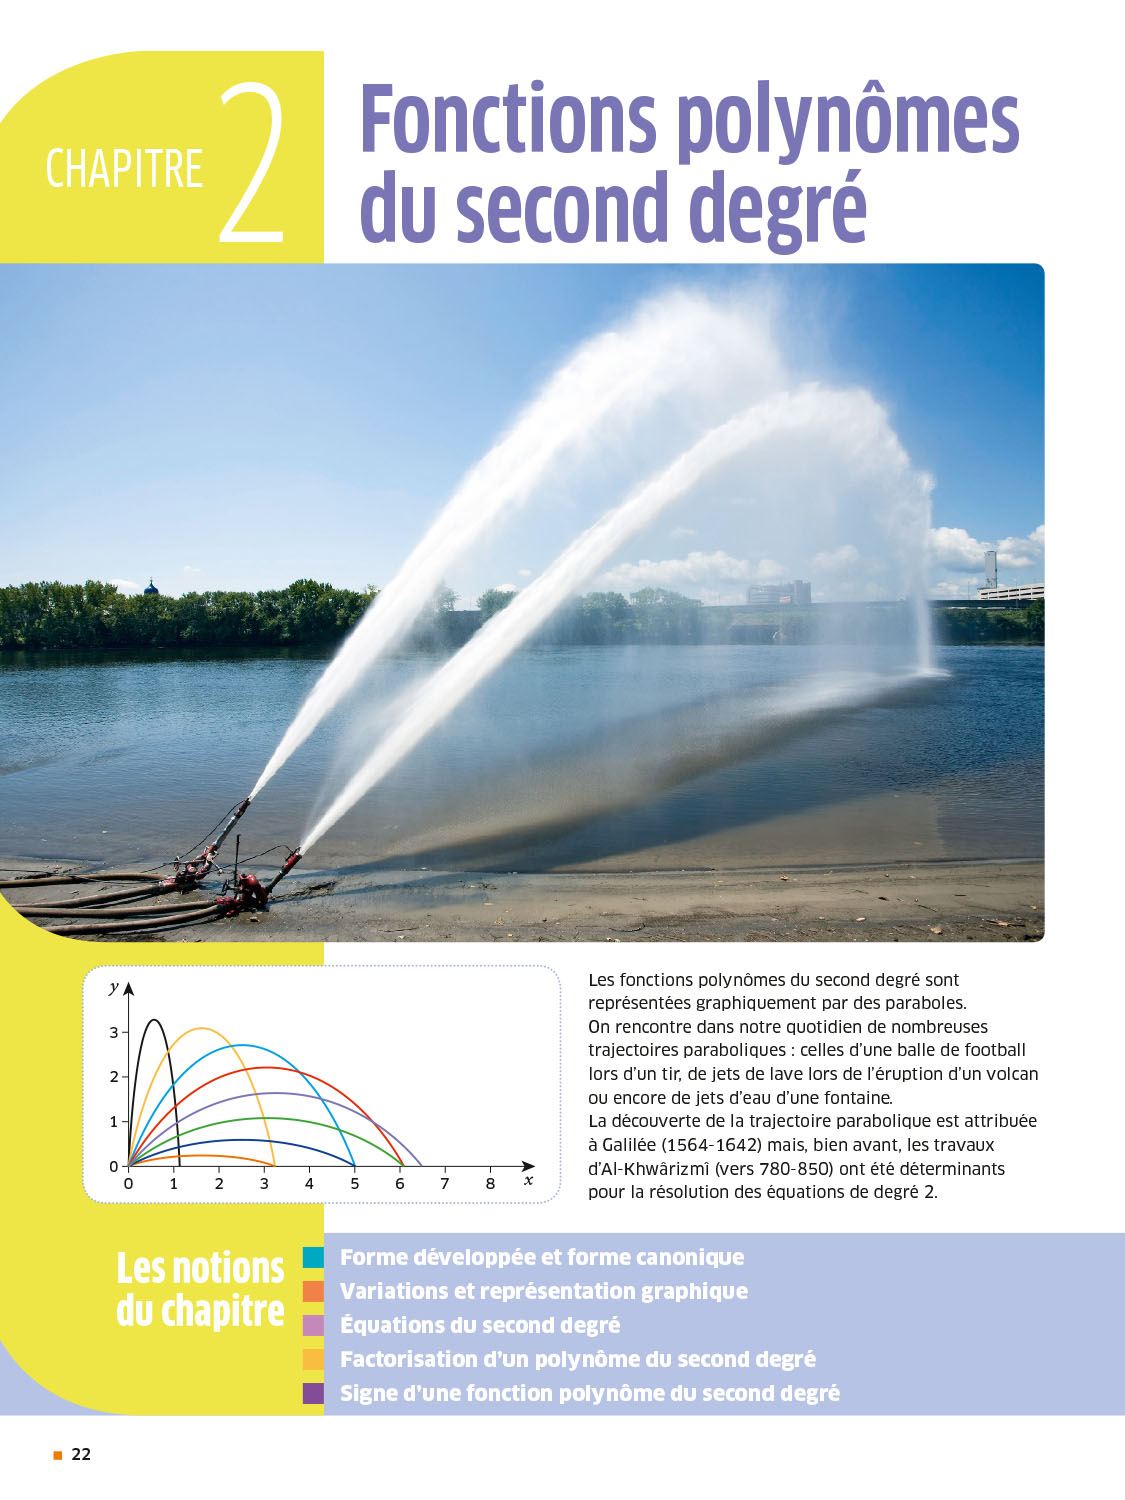 CHAPITRE 2
Fonctions polynômes
du second degré
y
3
2
1
0
0 1 2 3 4 5 6 7 8 x
Les fonctions polynômes du second degré sont
représentées graphiquement par des paraboles.
On rencontre dans notre quotidien de nombreuses
trajectoires paraboliques : celles d'une balle de football
lors d'un tir, de jets de lave lors de l'éruption d'un volcan
ou encore de jets d'eau d'une fontaine.
La découverte de la trajectoire parabolique est attribuée
à Galilée (1564-1642) mais, bien avant, les travaux
d'Al-Khwârizmî (vers 780-850) ont été déterminants
pour la résolution des équations de degré 2.
Les notions
du chapitre
Forme développée et forme canonique
Variations et représentation graphique
Équations du second degré
Factorisation d'un polynôme du second degré
Signe d'une fonction polynôme du second degré
22